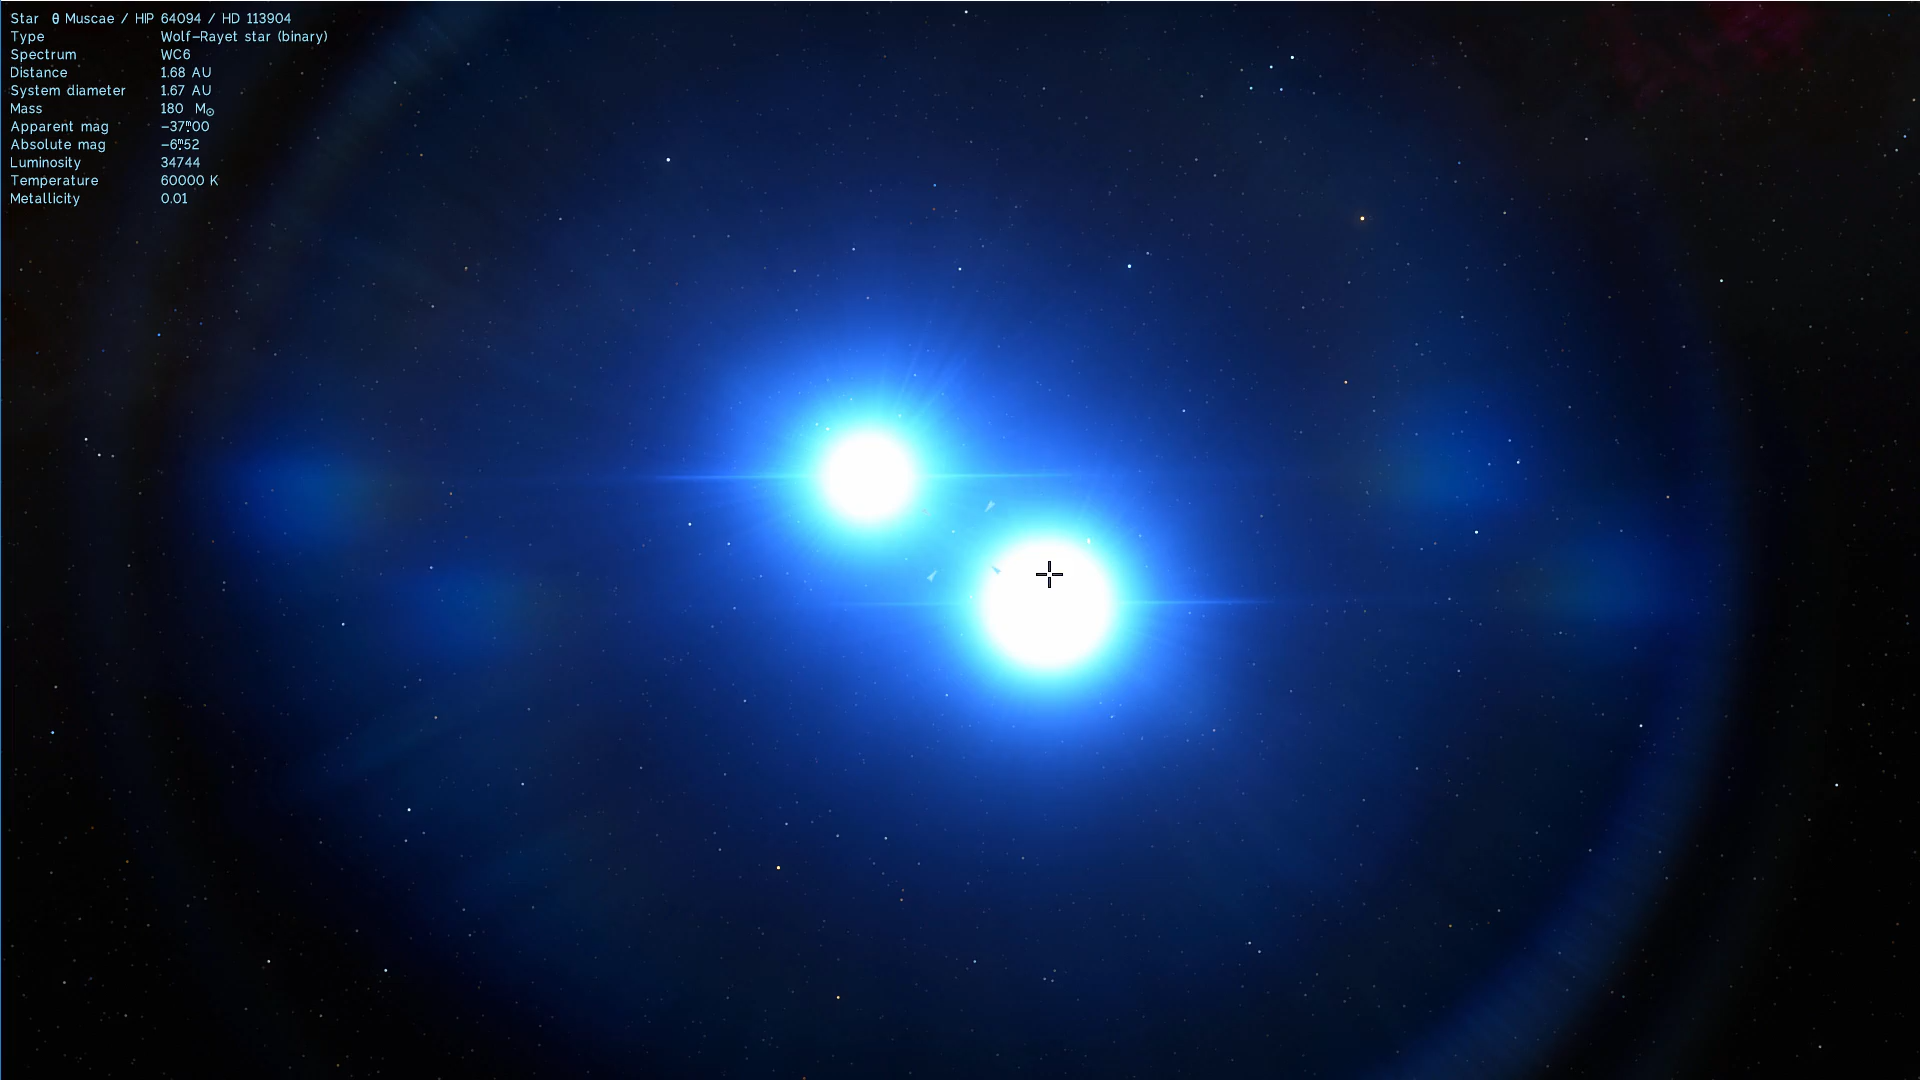 Star θ Muscae / HIP 64094 / HD 113904
Type Wolf-Rayet star (binary)
Spectrum WC6
Distance 1.68 AU
System diameter 1.67 AU
Mass 180 M☉
Apparent mag −37ᵐ.00
Absolute mag −6ᵐ.52
Luminosity 34744
Temperature 60000 K
Metallicity 0.01